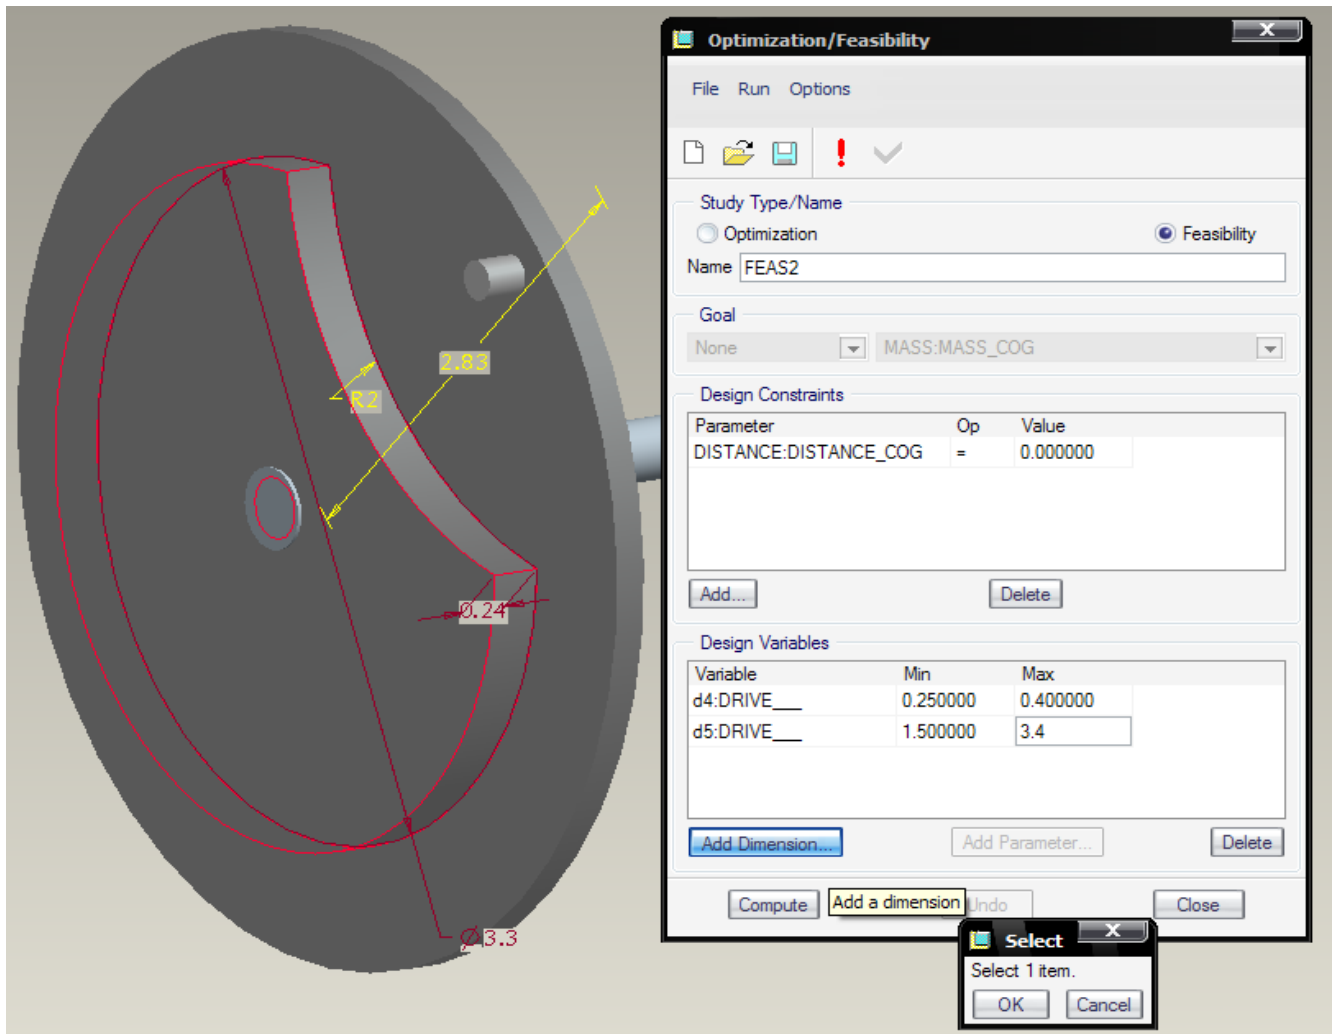 2.83
R2
0.24
Ø3.3
Optimization/Feasibility
X
File Run Options
Study Type/Name
Optimization Feasibility
Name FEAS2
Goal
None MASS:MASS_COG
Design Constraints
Parameter Op Value
DISTANCE:DISTANCE_COG = 0.000000
Add... Delete
Design Variables
Variable Min Max
d4:DRIVE___ 0.250000 0.400000
d5:DRIVE___ 1.500000 3.4
Add Dimension... Add Parameter... Delete
Compute Add a dimension Undo Close
Select X
Select 1 item.
OK Cancel